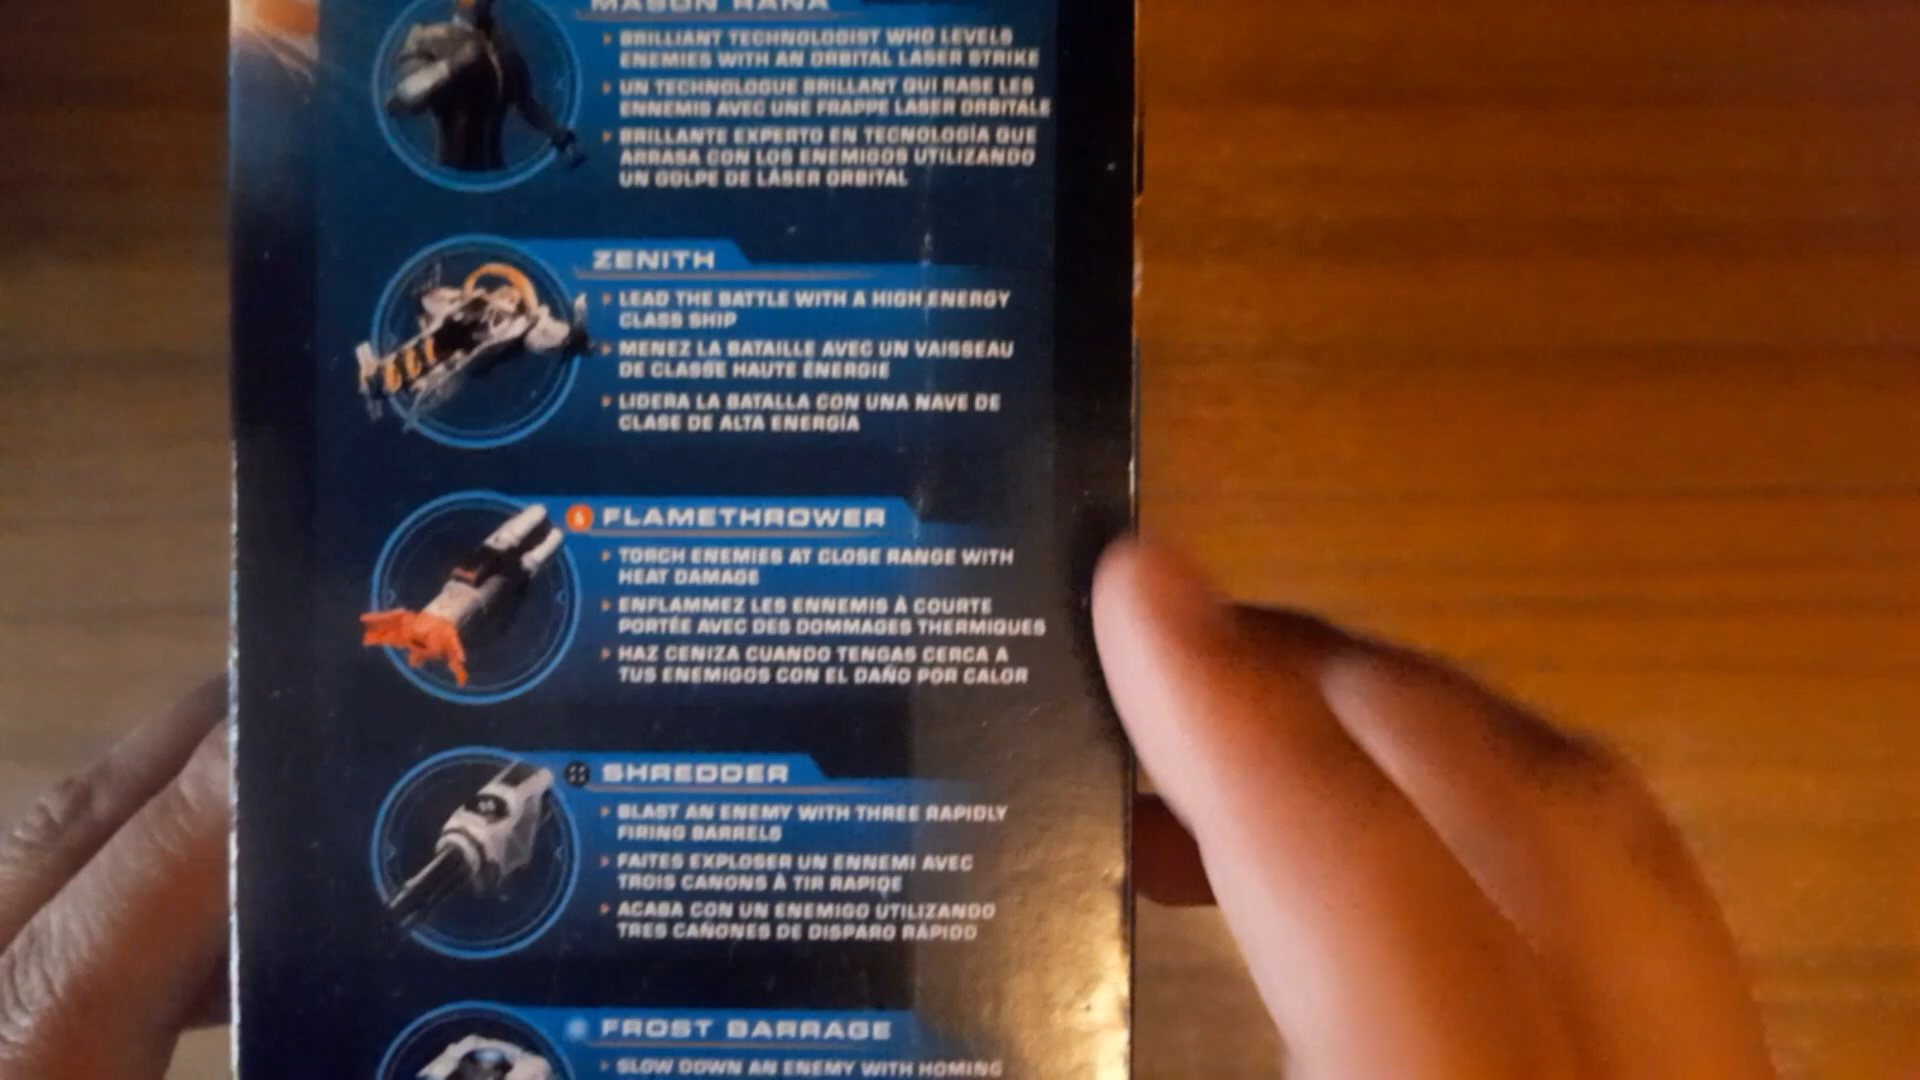 MASON RANA
BRILLIANT TECHNOLOGIST WHO LEVELS
ENEMIES WITH AN ORBITAL LASER STRIKE
UN TECHNOLOGUE BRILLANT QUI RASE LES
ENNEMIS AVEC UNE FRAPPE LASER ORBITALE
BRILLANTE EXPERTO EN TECNOLOGÍA QUE
ARRASA CON LOS ENEMIGOS UTILIZANDO
UN GOLPE DE LÁSER ORBITAL
ZENITH
LEAD THE BATTLE WITH A HIGH ENERGY
CLASS SHIP
MENEZ LA BATAILLE AVEC UN VAISSEAU
DE CLASSE HAUTE ÉNERGIE
LIDERA LA BATALLA CON UNA NAVE DE
CLASE DE ALTA ENERGÍA
FLAMETHROWER
TORCH ENEMIES AT CLOSE RANGE WITH
HEAT DAMAGE
ENFLAMMEZ LES ENNEMIS À COURTE
PORTÉE AVEC DES DOMMAGES THERMIQUES
HAZ CENIZA CUANDO TENGAS CERCA A
TUS ENEMIGOS CON EL DAÑO POR CALOR
SHREDDER
BLAST AN ENEMY WITH THREE RAPIDLY
FIRING BARRELS
FAITES EXPLOSER UN ENNEMI AVEC
TROIS CANONS À TIR RAPIDE
ACABA CON UN ENEMIGO UTILIZANDO
TRES CAÑONES DE DISPARO RÁPIDO
FROST BARRAGE
SLOW DOWN AN ENEMY WITH HOMING